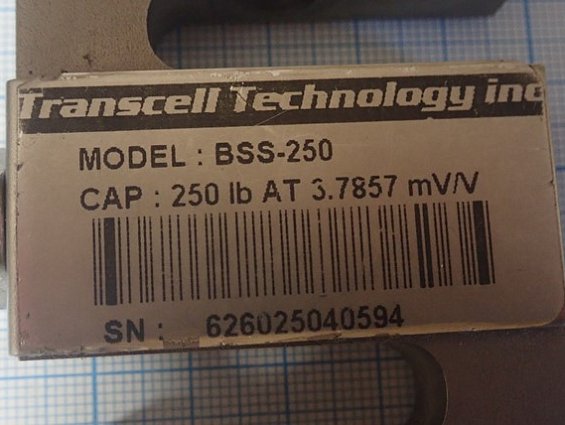 Transcell Technology inc
MODEL : BSS-250
CAP : 250 lb AT 3.7857 mV/V
SN : 626025040594